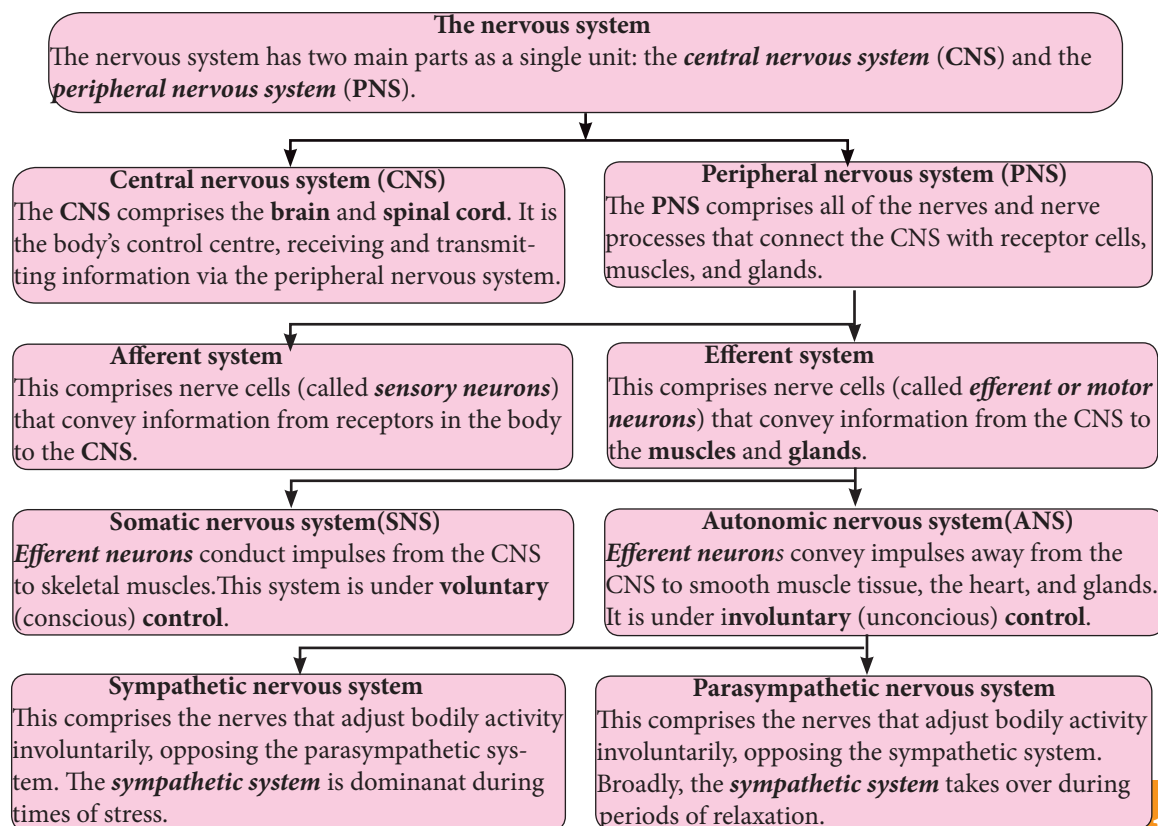 The nervous system
The nervous system has two main parts as a single unit: the central nervous system (CNS) and the
peripheral nervous system (PNS).
Central nervous system (CNS)
The CNS comprises the brain and spinal cord. It is
the body's control centre, receiving and transmit-
ting information via the peripheral nervous system.
Peripheral nervous system (PNS)
The PNS comprises all of the nerves and nerve
processes that connect the CNS with receptor cells,
muscles, and glands.
Afferent system
This comprises nerve cells (called sensory neurons)
that convey information from receptors in the body
to the CNS.
Efferent system
This comprises nerve cells (called efferent or motor
neurons) that convey information from the CNS to
the muscles and glands.
Somatic nervous system(SNS)
Efferent neurons conduct impulses from the CNS
to skeletal muscles.This system is under voluntary
(conscious) control.
Autonomic nervous system(ANS)
Efferent neurons convey impulses away from the
CNS to smooth muscle tissue, the heart, and glands.
It is under involuntary (unconcious) control.
Sympathetic nervous system
This comprises the nerves that adjust bodily activity
involuntarily, opposing the parasympathetic sys-
tem. The sympathetic system is dominanat during
times of stress.
Parasympathetic nervous system
This comprises the nerves that adjust bodily activity
involuntarily, opposing the sympathetic system.
Broadly, the sympathetic system takes over during
periods of relaxation.